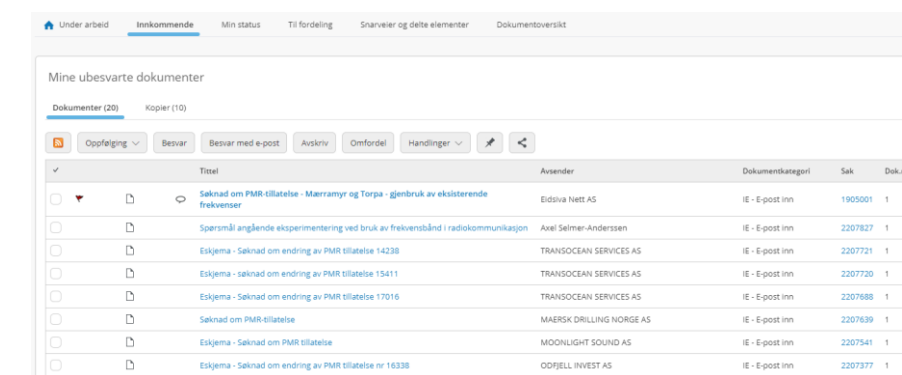 Under arbeid Innkommende Min status Til fordeling Snarveier og delte elementer Dokumentoversikt
Mine ubesvarte dokumenter
Dokumenter (20) Kopier (10)
Oppfølging Besvar Besvar med e-post Avskriv Omfordel Handlinger
Tittel Avsender Dokumentkategori Sak Dok.
Søknad om PMR-tillatelse - Mærramyr og Torpa - gjenbruk av eksisterende
frekvenser Eidsiva Nett AS IE - E-post inn 1905001 1
Spørsmål angående eksperimentering ved bruk av frekvensbånd i radiokommunikasjon Axel Selmer-Anderssen IE - E-post inn 2207827 1
Eskjema - Søknad om endring av PMR tillatelse 14238 TRANSOCEAN SERVICES AS IE - E-post inn 2207721 1
Eskjema - søknad om endring av PMR tillatelse 15411 TRANSOCEAN SERVICES AS IE - E-post inn 2207720 1
Eskjema - Søknad om endring av PMR tillatelse 17016 TRANSOCEAN SERVICES AS IE - E-post inn 2207688 1
Søknad om PMR-tillatelse MAERSK DRILLING NORGE AS IE - E-post inn 2207639 1
Eskjema - Søknad om PMR tillatelse MOONLIGHT SOUND AS IE - E-post inn 2207541 1
Eskjema - Søknad om endring av PMR tillatelse nr 16338 ODFJELL INVEST AS IE - E-post inn 2207377 1